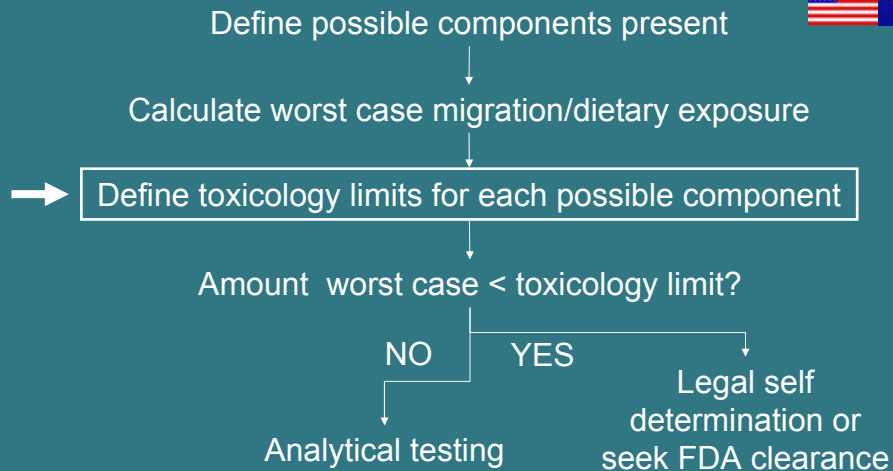 Define possible components present
Calculate worst case migration/dietary exposure
Define toxicology limits for each possible component
Amount worst case < toxicology limit?
NO
YES
Analytical testing
Legal self
determination or
seek FDA clearance